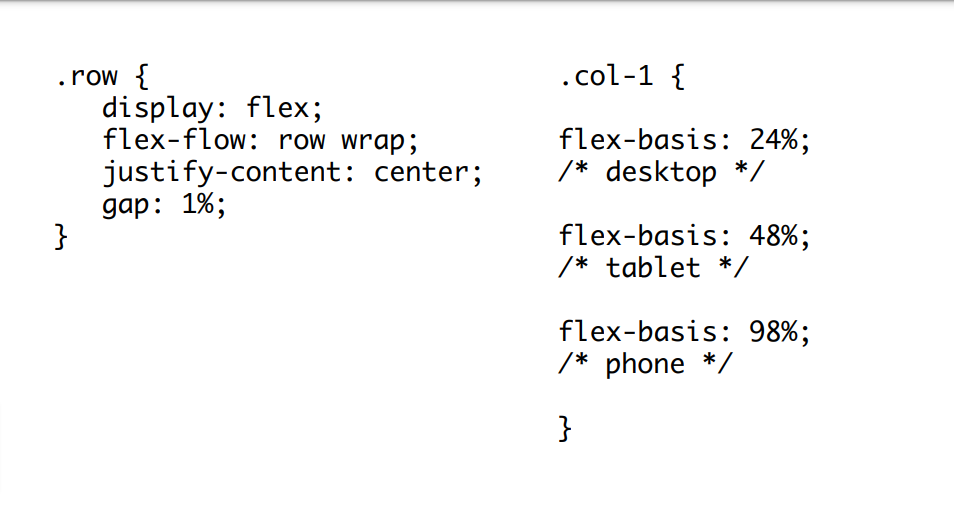 .row {
   display: flex;
   flex-flow: row wrap;
   justify-content: center;
   gap: 1%;
}
.col-1 {
flex-basis: 24%;
/* desktop */
flex-basis: 48%;
/* tablet */
flex-basis: 98%;
/* phone */
}